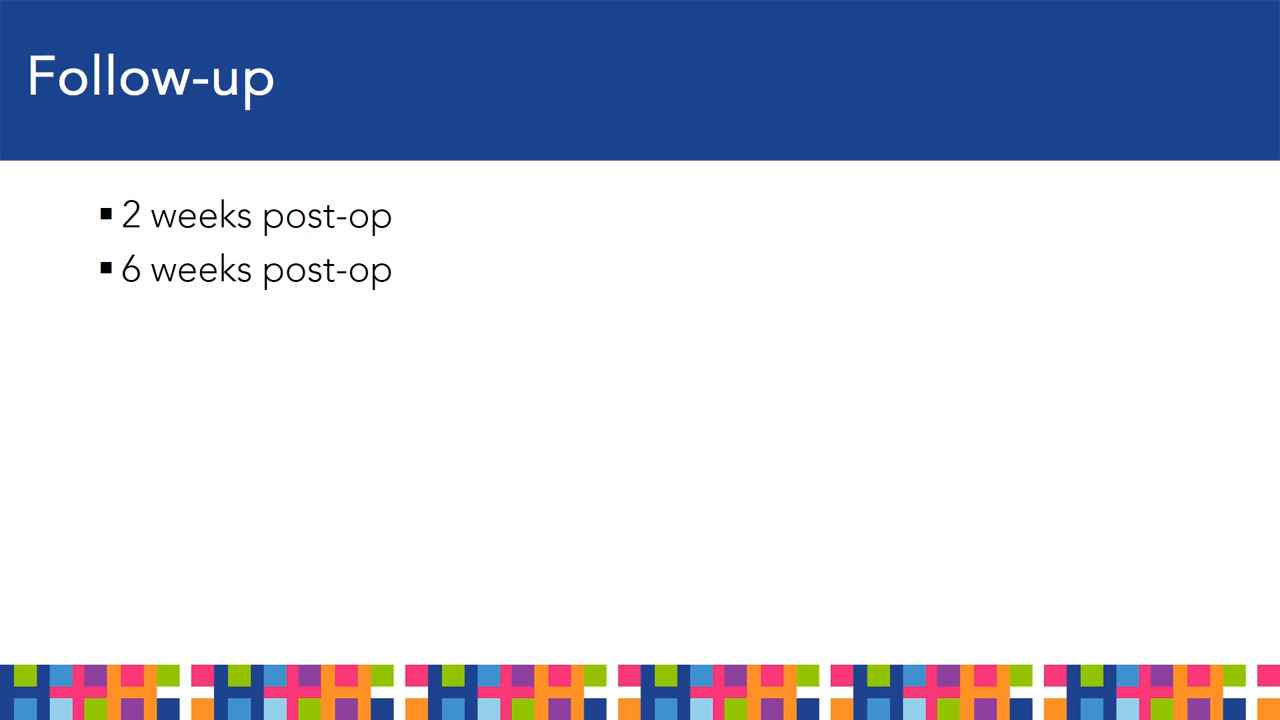 Follow-up
▪ 2 weeks post-op
▪ 6 weeks post-op